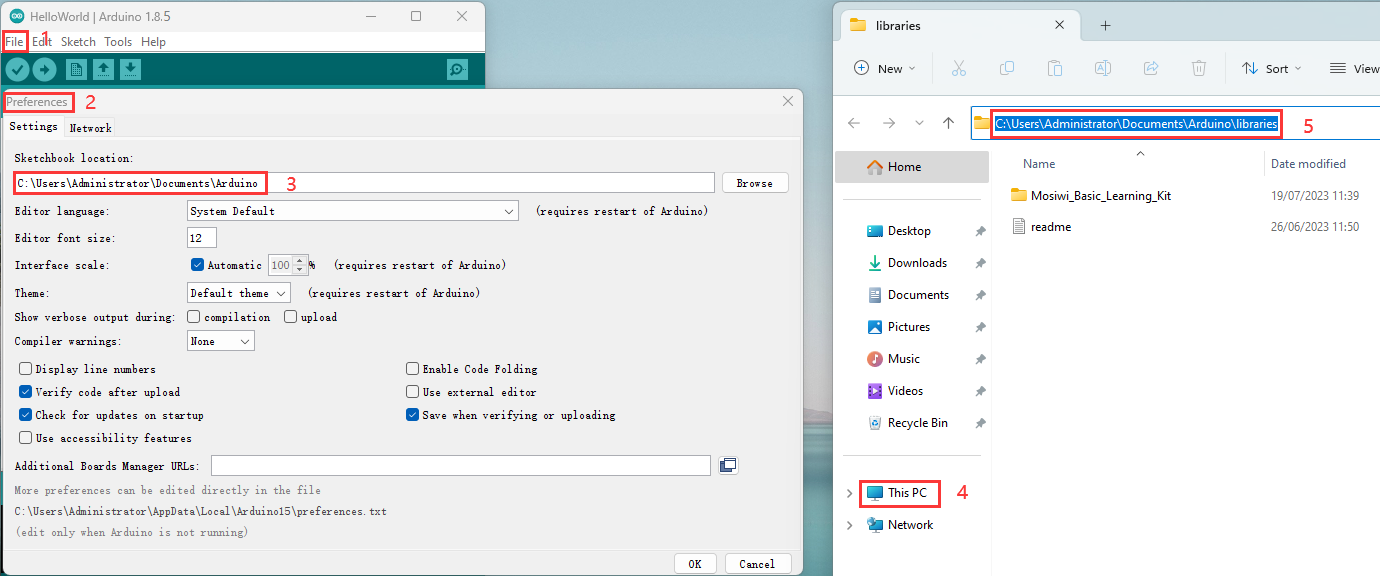 HelloWorld | Arduino 1.8.5
File Edit Sketch Tools Help
1
Preferences
2
Settings Network
Sketchbook location:
C:\Users\Administrator\Documents\Arduino
3
Browse
Editor language: System Default (requires restart of Arduino)
Editor font size: 12
Interface scale: Automatic 100 % (requires restart of Arduino)
Theme: Default theme (requires restart of Arduino)
Show verbose output during: compilation upload
Compiler warnings: None
Display line numbers Enable Code Folding
Verify code after upload Use external editor
Check for updates on startup Save when verifying or uploading
Use accessibility features
Additional Boards Manager URLs:
More preferences can be edited directly in the file
C:\Users\Administrator\AppData\Local\Arduino15\preferences.txt
(edit only when Arduino is not running)
OK Cancel
libraries
New Sort View
C:\Users\Administrator\Documents\Arduino\libraries
5
Home
Name Date modified
Mosiwi_Basic_Learning_Kit 19/07/2023 11:39
readme 26/06/2023 11:50
Desktop
Downloads
Documents
Pictures
Music
Videos
Recycle Bin
This PC
4
Network